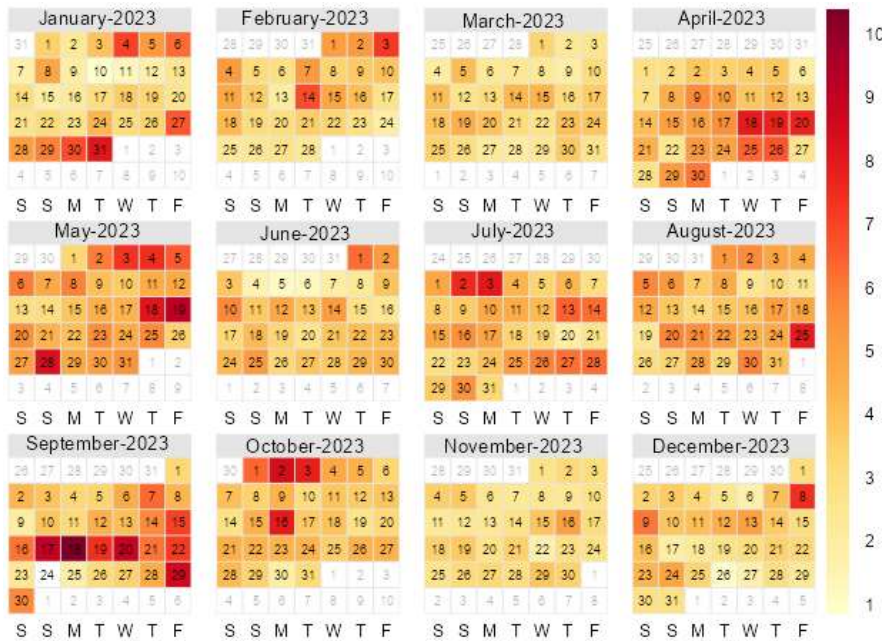 January-2023
31 1 2 3 4 5 6
7 8 9 10 11 12 13
14 15 16 17 18 19 20
21 22 23 24 25 26 27
28 29 30 31 1 2 3
4 5 6 7 8 9 10
S S M T W T F
February-2023
28 29 30 31 1 2 3
4 5 6 7 8 9 10
11 12 13 14 15 16 17
18 19 20 21 22 23 24
25 26 27 28 1 2 3
4 5 6 7 8 9 10
S S M T W T F
March-2023
25 26 27 28 1 2 3
4 5 6 7 8 9 10
11 12 13 14 15 16 17
18 19 20 21 22 23 24
25 26 27 28 29 30 31
1 2 3 4 5 6 7
S S M T W T F
April-2023
25 26 27 28 29 30 31
1 2 2 3 4 5 6
7 8 9 10 11 12 13
14 15 16 17 18 19 20
21 22 23 24 25 26 27
28 29 30 1 2 3 4
S S M T W T F
May-2023
29 30 1 2 3 4 5
6 7 8 9 10 11 12
13 14 15 16 17 18 19
20 21 22 23 24 25 26
27 28 29 30 31 1 2
3 4 5 6 7 8 9
S S M T W T F
June-2023
27 28 29 30 31 1 2
3 4 5 6 7 8 9
10 11 12 13 14 15 16
17 18 19 20 21 22 23
24 25 26 27 28 29 30
1 2 3 4 5 6 7
S S M T W T F
July-2023
24 25 26 27 28 29 30
1 2 3 4 5 6 7
8 9 10 11 12 13 14
15 16 17 18 19 20 21
22 23 24 25 26 27 28
29 30 31 1 2 3 4
S S M T W T F
August-2023
29 30 31 1 2 3 4
5 6 7 8 9 10 11
12 13 14 15 16 17 18
19 20 21 22 23 24 25
26 27 28 29 30 31 1
2 3 4 5 6 7 8
S S M T W T F
September-2023
26 27 28 29 30 31 1
2 3 4 5 6 7 8
9 10 11 12 13 14 15
16 17 18 19 20 21 22
23 24 25 26 27 28 29
30 1 2 3 4 5 6
S S M T W T F
October-2023
30 1 2 3 4 5 6
7 8 9 10 11 12 13
14 15 16 17 18 19 20
21 22 23 24 25 26 27
28 29 30 31 1 2 3
4 5 6 7 8 9 10
S S M T W T F
November-2023
28 29 30 31 1 2 3
4 5 6 7 8 9 10
11 12 13 14 15 16 17
18 19 20 21 22 23 24
25 26 27 28 29 30 1
2 3 4 5 6 7 8
S S M T W T F
December-2023
25 26 27 28 29 30 1
2 3 4 5 6 7 8
9 10 11 12 13 14 15
16 17 18 19 20 21 22
23 24 25 26 27 28 29
30 31 1 2 3 4 5
S S M T W T F
10
9
8
7
6
5
4
3
2
1